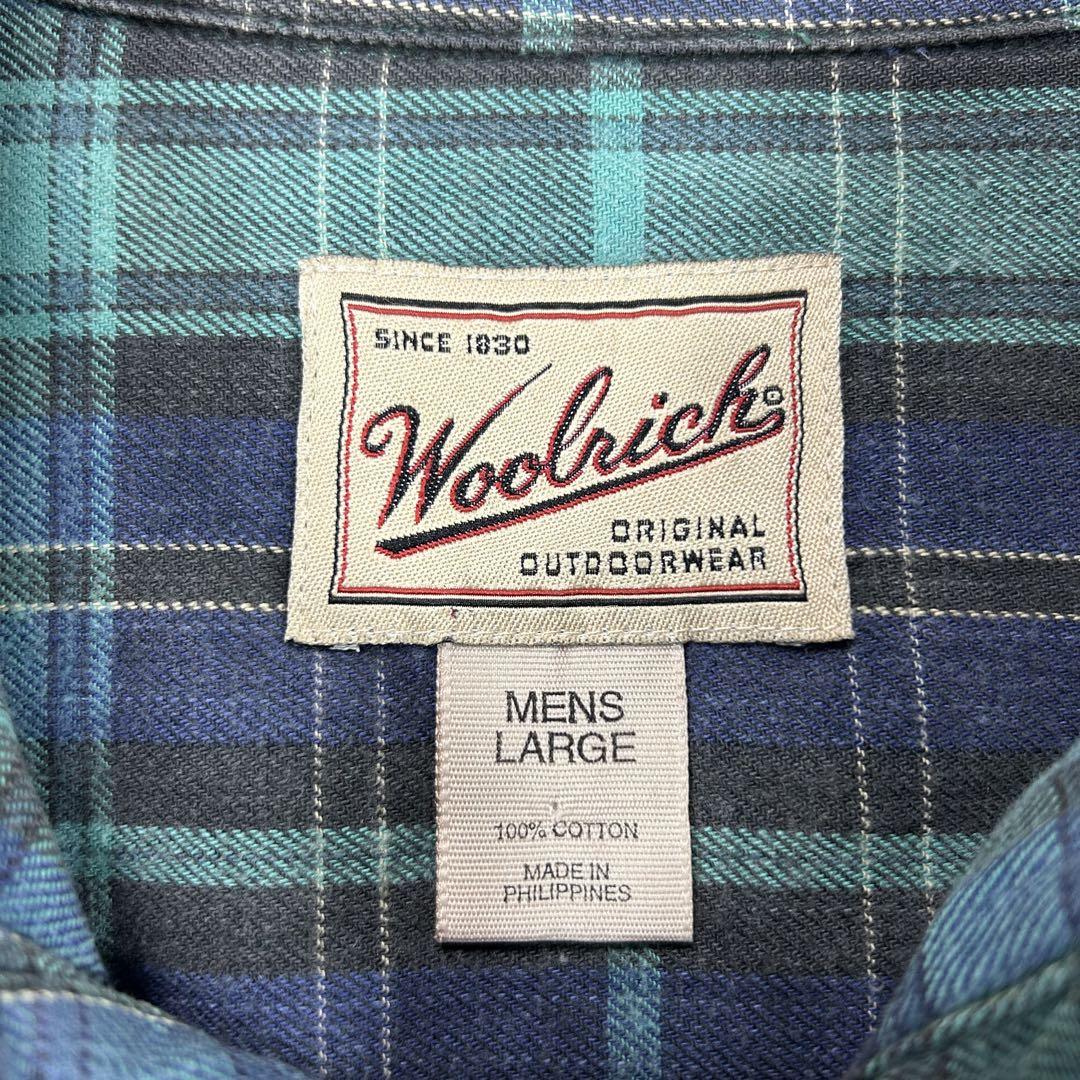 SINCE 1830
Woolrich®
ORIGINAL
OUTDOORWEAR
MENS
LARGE
100% COTTON
MADE IN
PHILIPPINES